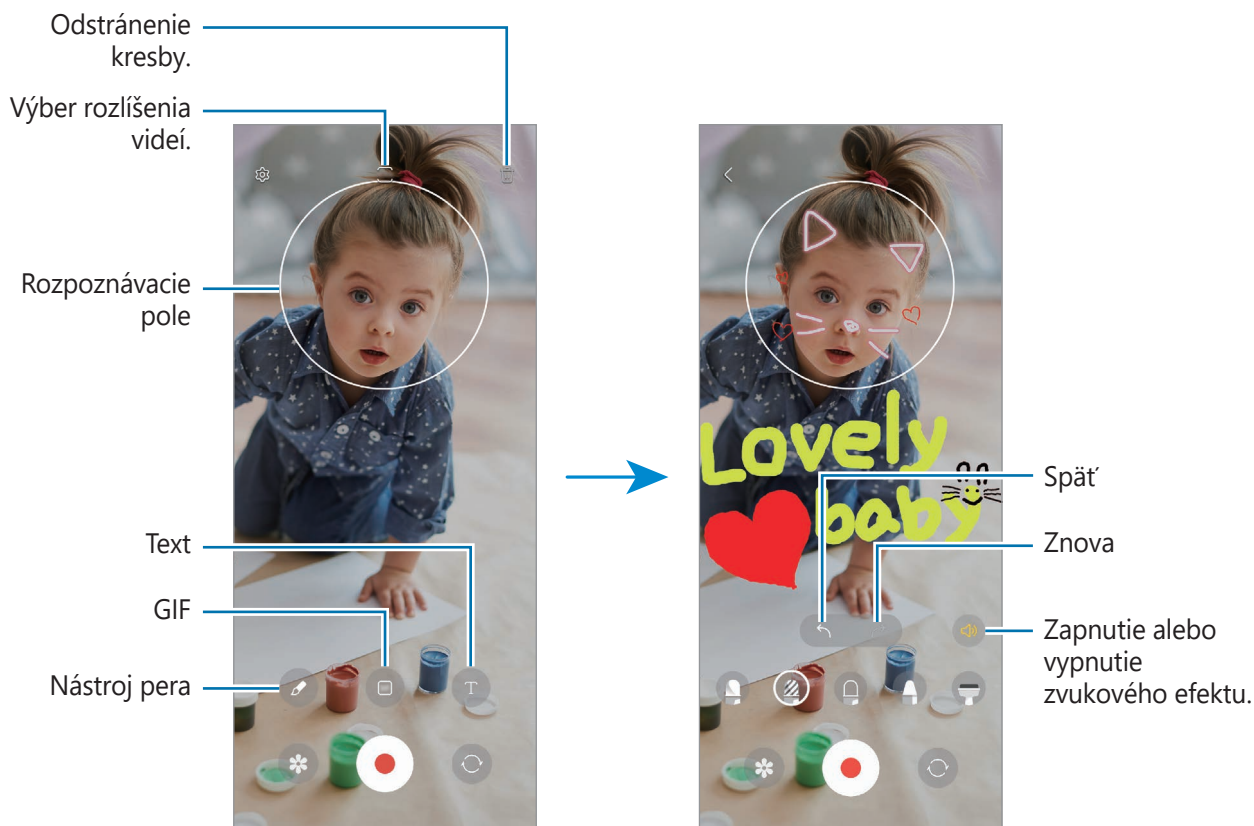 Odstránenie
kresby.
Výber rozlíšenia
videí.
Rozpoznávacie
pole
Text
GIF
Nástroj pera
T
Lovely
baby
Späť
Znova
Zapnutie alebo
vypnutie
zvukového efektu.